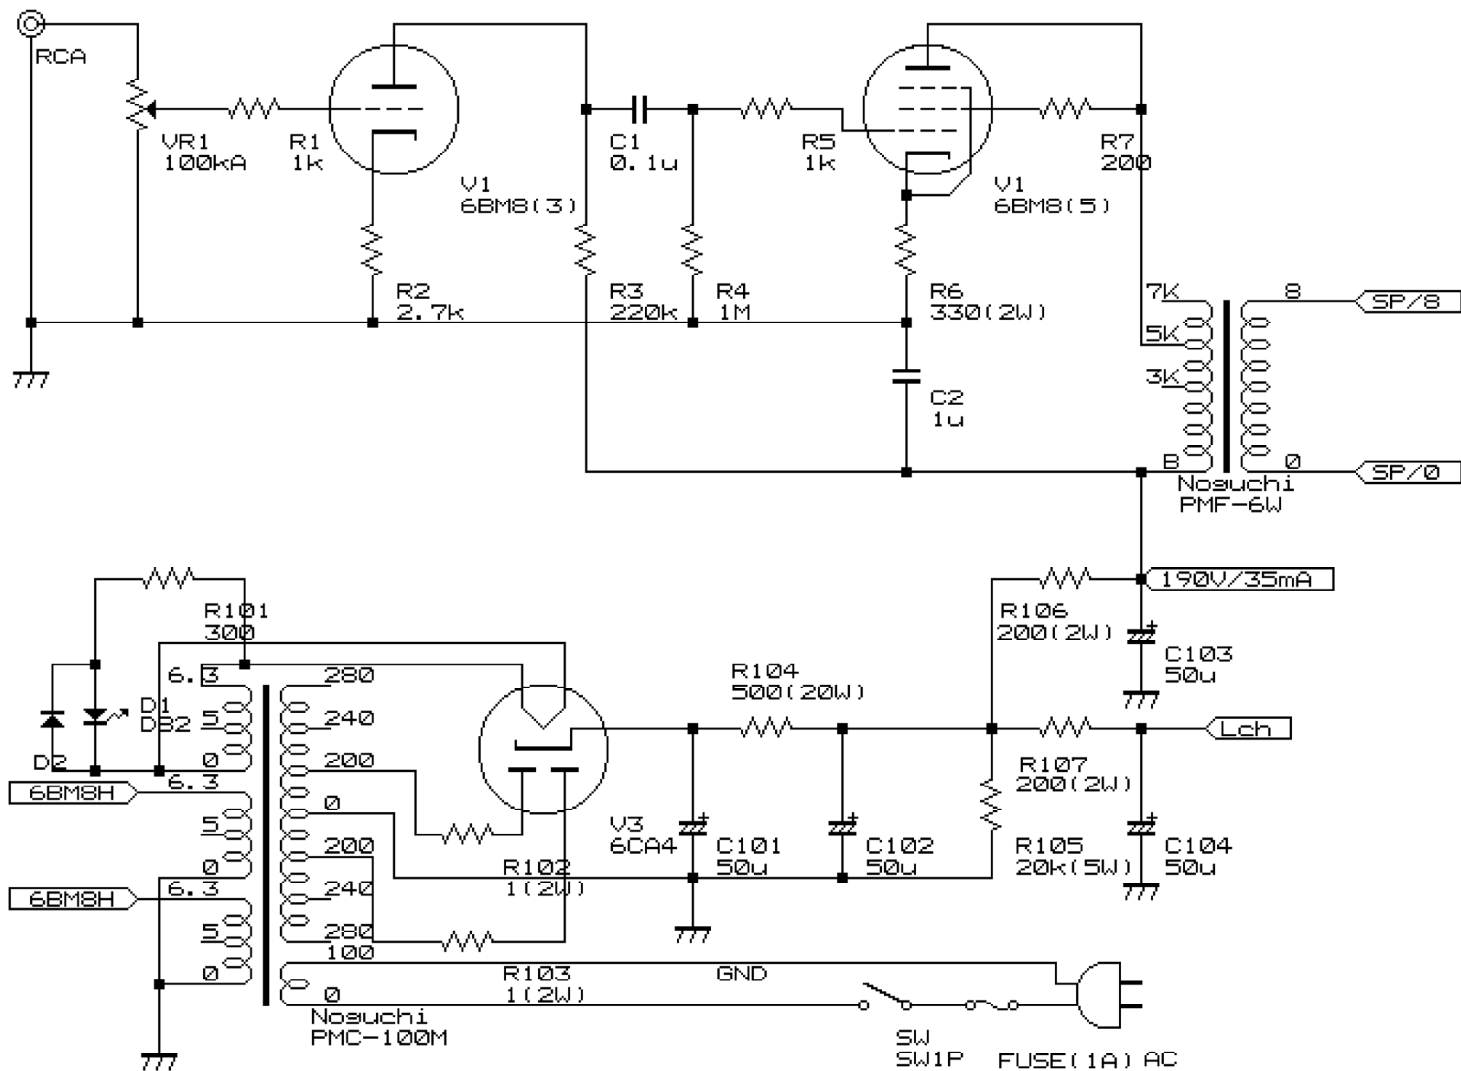 RCA
VR1
100kA
R1
1k
V1
6BM8(3)
R2
2.7k
C1
0.1u
R3
220k
R4
1M
R5
1k
V1
6BM8(5)
R7
200
R6
330(2W)
C2
1u
7K
5K
3K
B
8
0
SP/8
SP/0
Noguchi
PMF-6W
190V/35mA
R101
300
D1
DB2
D2
6.3
5
0
6.3
5
0
6.3
5
0
6BM8H
6BM8H
280
240
200
0
200
240
280
100
0
Noguchi
PMC-100M
R102
1(2W)
R103
1(2W)
V3
6CA4
R104
500(20W)
C101
50u
C102
50u
R106
200(2W)
C103
50u
Lch
R107
200(2W)
R105
20k(5W)
C104
50u
GND
SW
SW1P
FUSE(1A)
AC